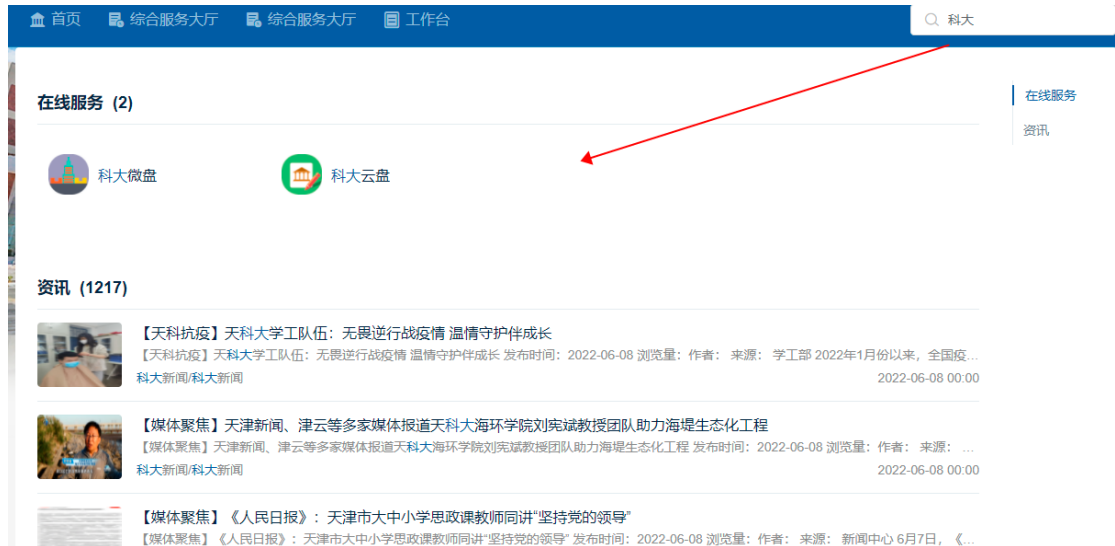 首页 综合服务大厅 综合服务大厅 工作台 科大
在线服务 (2)
在线服务
资讯
科大微盘 科大云盘
资讯 (1217)
【天科抗疫】天科大学工队伍：无畏逆行战疫情 温情守护伴成长
【天科抗疫】天科大学工队伍：无畏逆行战疫情 温情守护伴成长 发布时间：2022-06-08 浏览量：作者： 来源： 学工部 2022年1月份以来，全国疫...
科大新闻/科大新闻 2022-06-08 00:00
【媒体聚焦】天津新闻、津云等多家媒体报道天科大海环学院刘宪斌教授团队助力海堤生态化工程
【媒体聚焦】天津新闻、津云等多家媒体报道天科大海环学院刘宪斌教授团队助力海堤生态化工程 发布时间：2022-06-08 浏览量：作者： 来源： ...
科大新闻/科大新闻 2022-06-08 00:00
【媒体聚焦】《人民日报》：天津市大中小学思政课教师同讲“坚持党的领导”
【媒体聚焦】《人民日报》：天津市大中小学思政课教师同讲“坚持党的领导” 发布时间：2022-06-08 浏览量：作者： 来源： 新闻中心 6月7日，《...